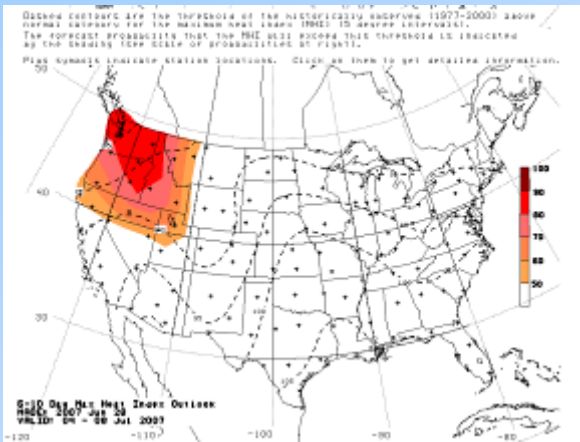 Dashed contours are the threshold of the historically observed (1977-2000) above
normal category for the maximum heat index (MHI) (5 degree intervals).
The forecast probability that the MHI will exceed this threshold is indicated
by the shading (see scale of probabilities at right).
Plus symbols indicate station locations. Click on them to get detailed information.
50
40
30
100
90
80
70
60
50
6-10 Day Max Heat Index Outlook
MADE: 2007 Jun 28
VALID: 04 - 08 Jul 2007
-120
-110
-100
-90
-80